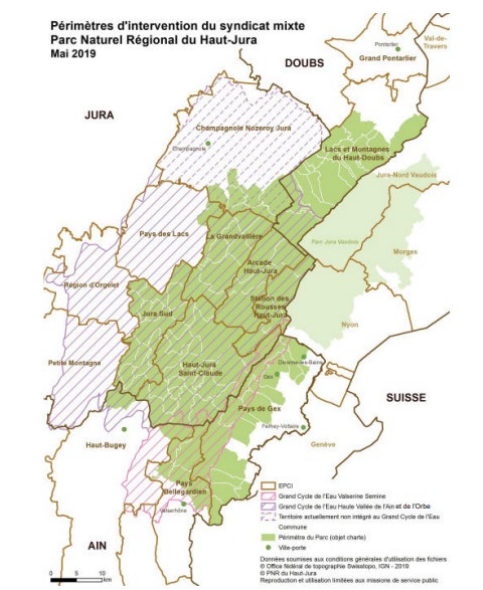 Périmètres d'intervention du syndicat mixte
Parc Naturel Régional du Haut-Jura
Mai 2019
DOUBS
JURA
Pontarlier
Grand Pontarlier
Val-de-
Travers
Champagnole Nozeroy Jura
Champagnole
Lacs et Montagnes
du Haut-Doubs
Jura-Nord Vaudois
Pays des Lacs
La Grandvallière
Parc Jura Vaudois
Morges
Arcade
Haut-Jura
Région d'Orgelet
Station des
Rousses
Haut-Jura
Jura Sud
Nyon
Petite Montagne
Haut-Jura
Saint-Claude
Divonne-les-Bains
Gex
SUISSE
Pays de Gex
Ferney-Voltaire
Haut-Bugey
Genève
Pays
Bellegardien
Valserhône
AIN
EPCI
Grand Cycle de l'Eau Valserine Semine
Grand Cycle de l'Eau Haute Vallée de l'Ain et de l'Orbe
Territoire actuellement non intégré au Grand Cycle de l'Eau
Commune
Périmètre du Parc (objet charte)
Ville-porte
0 5 10
km
Données soumises aux conditions générales d'utilisation des fichiers
© Office fédéral de topographie Swisstopo, IGN - 2019
© PNR du Haut-Jura
Reproduction et utilisation limitées aux missions de service public